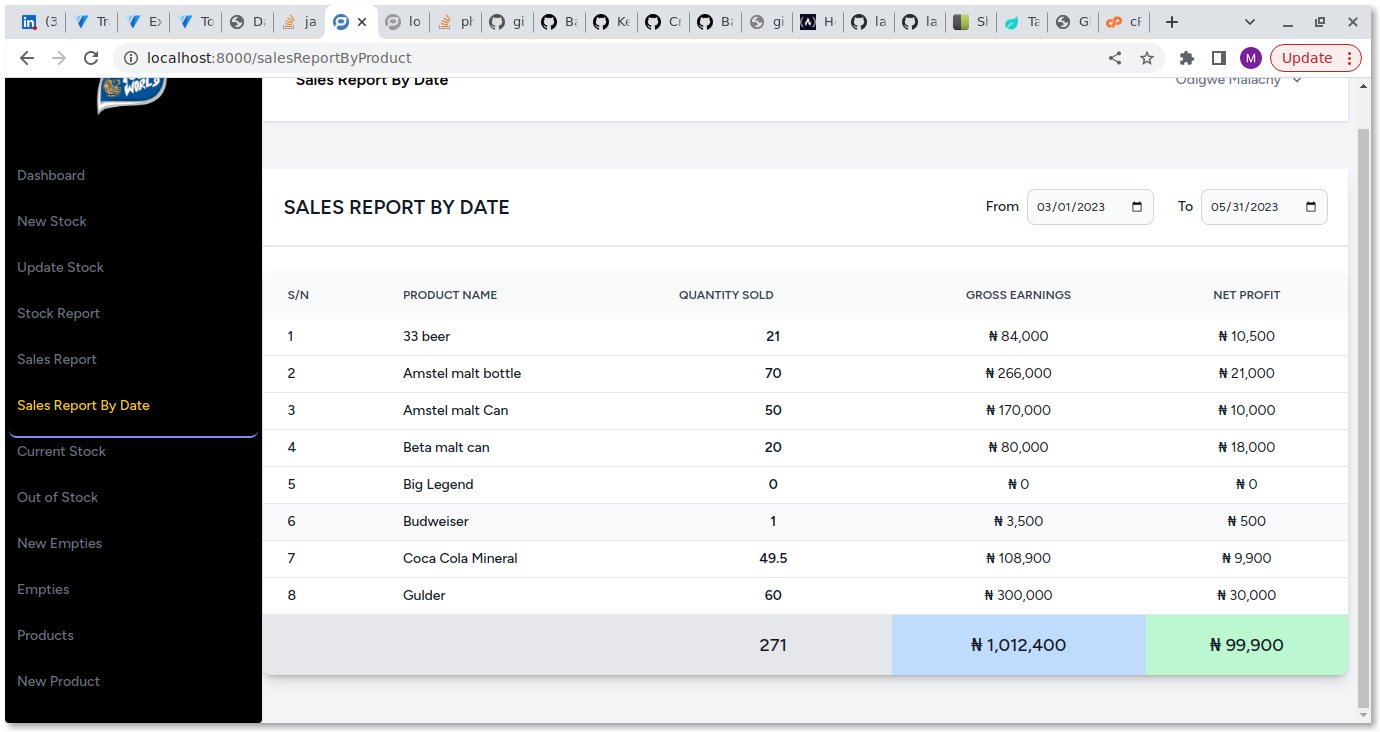 (3 Tr Ex To Da ja lo ph gi Ba Ke Cr Ba gi Ho la la Sh Ta Gi cP
localhost:8000/salesReportByProduct M Update
WORLD
Sales Report By Date Odigwe Malachy
Dashboard
New Stock
Update Stock
Stock Report
Sales Report
Sales Report By Date
Current Stock
Out of Stock
New Empties
Empties
Products
New Product
SALES REPORT BY DATE From 03/01/2023 To 05/31/2023
S/N PRODUCT NAME QUANTITY SOLD GROSS EARNINGS NET PROFIT
1 33 beer 21 ₦ 84,000 ₦ 10,500
2 Amstel malt bottle 70 ₦ 266,000 ₦ 21,000
3 Amstel malt Can 50 ₦ 170,000 ₦ 10,000
4 Beta malt can 20 ₦ 80,000 ₦ 18,000
5 Big Legend 0 ₦ 0 ₦ 0
6 Budweiser 1 ₦ 3,500 ₦ 500
7 Coca Cola Mineral 49.5 ₦ 108,900 ₦ 9,900
8 Gulder 60 ₦ 300,000 ₦ 30,000
271 ₦ 1,012,400 ₦ 99,900